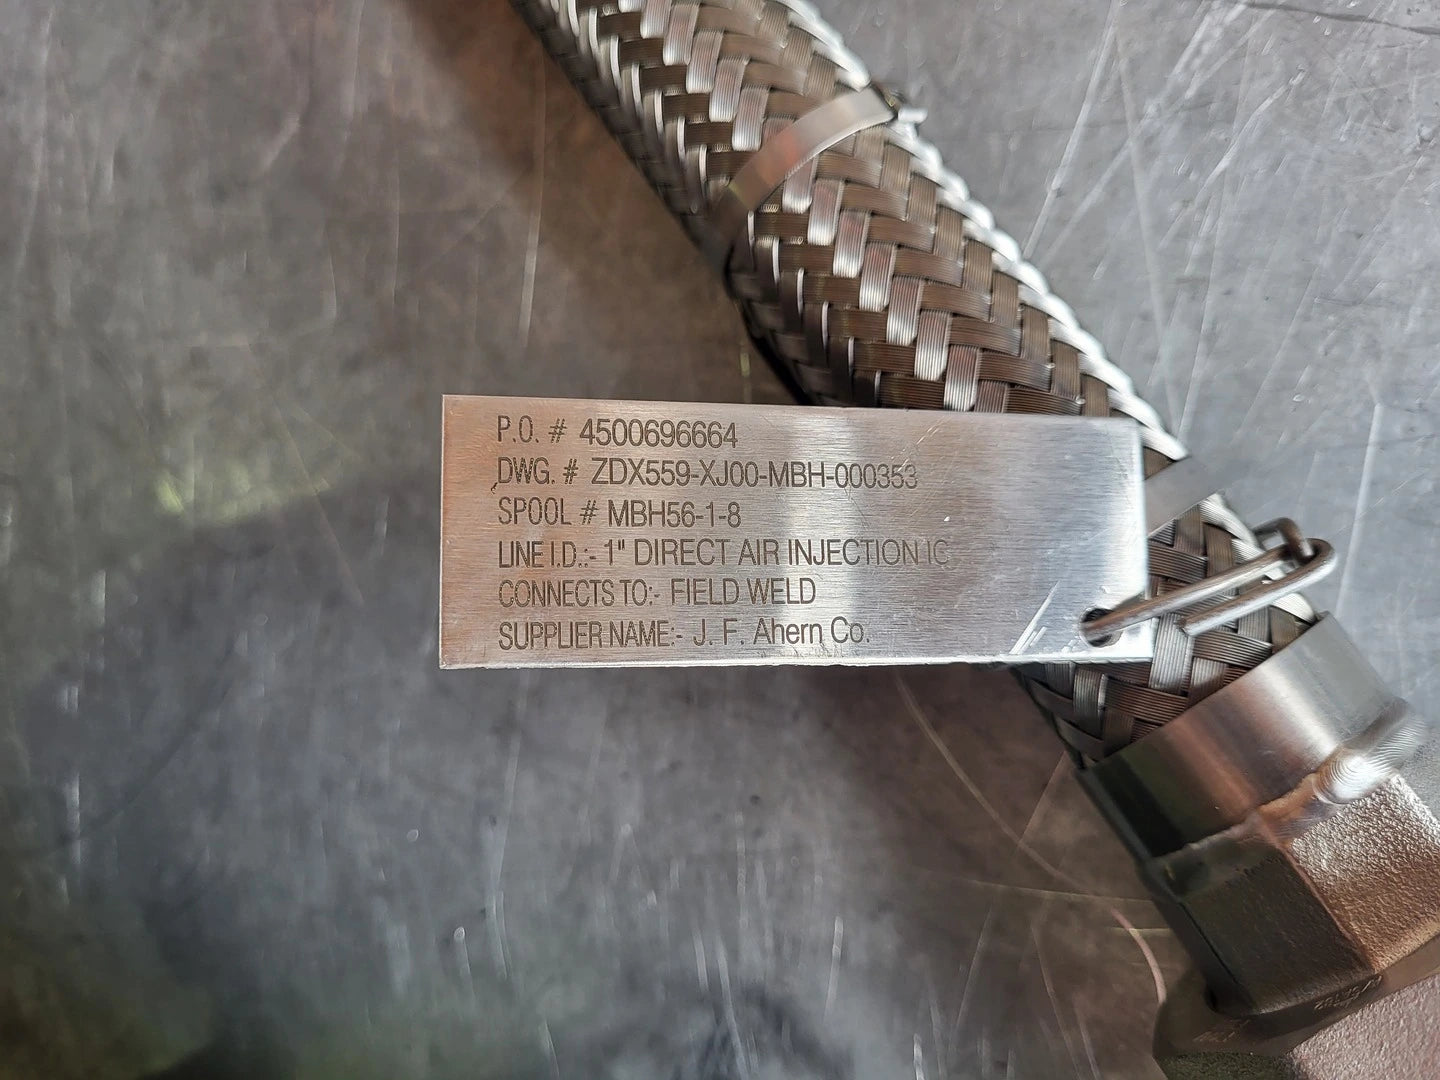 P.O. # 4500696664
DWG. # ZDX559-XJ00-MBH-000353
SPOOL # MBH56-1-8
LINE I.D.:- 1" DIRECT AIR INJECTION IC
CONNECTS TO:- FIELD WELD
SUPPLIER NAME:- J. F. Ahern Co.